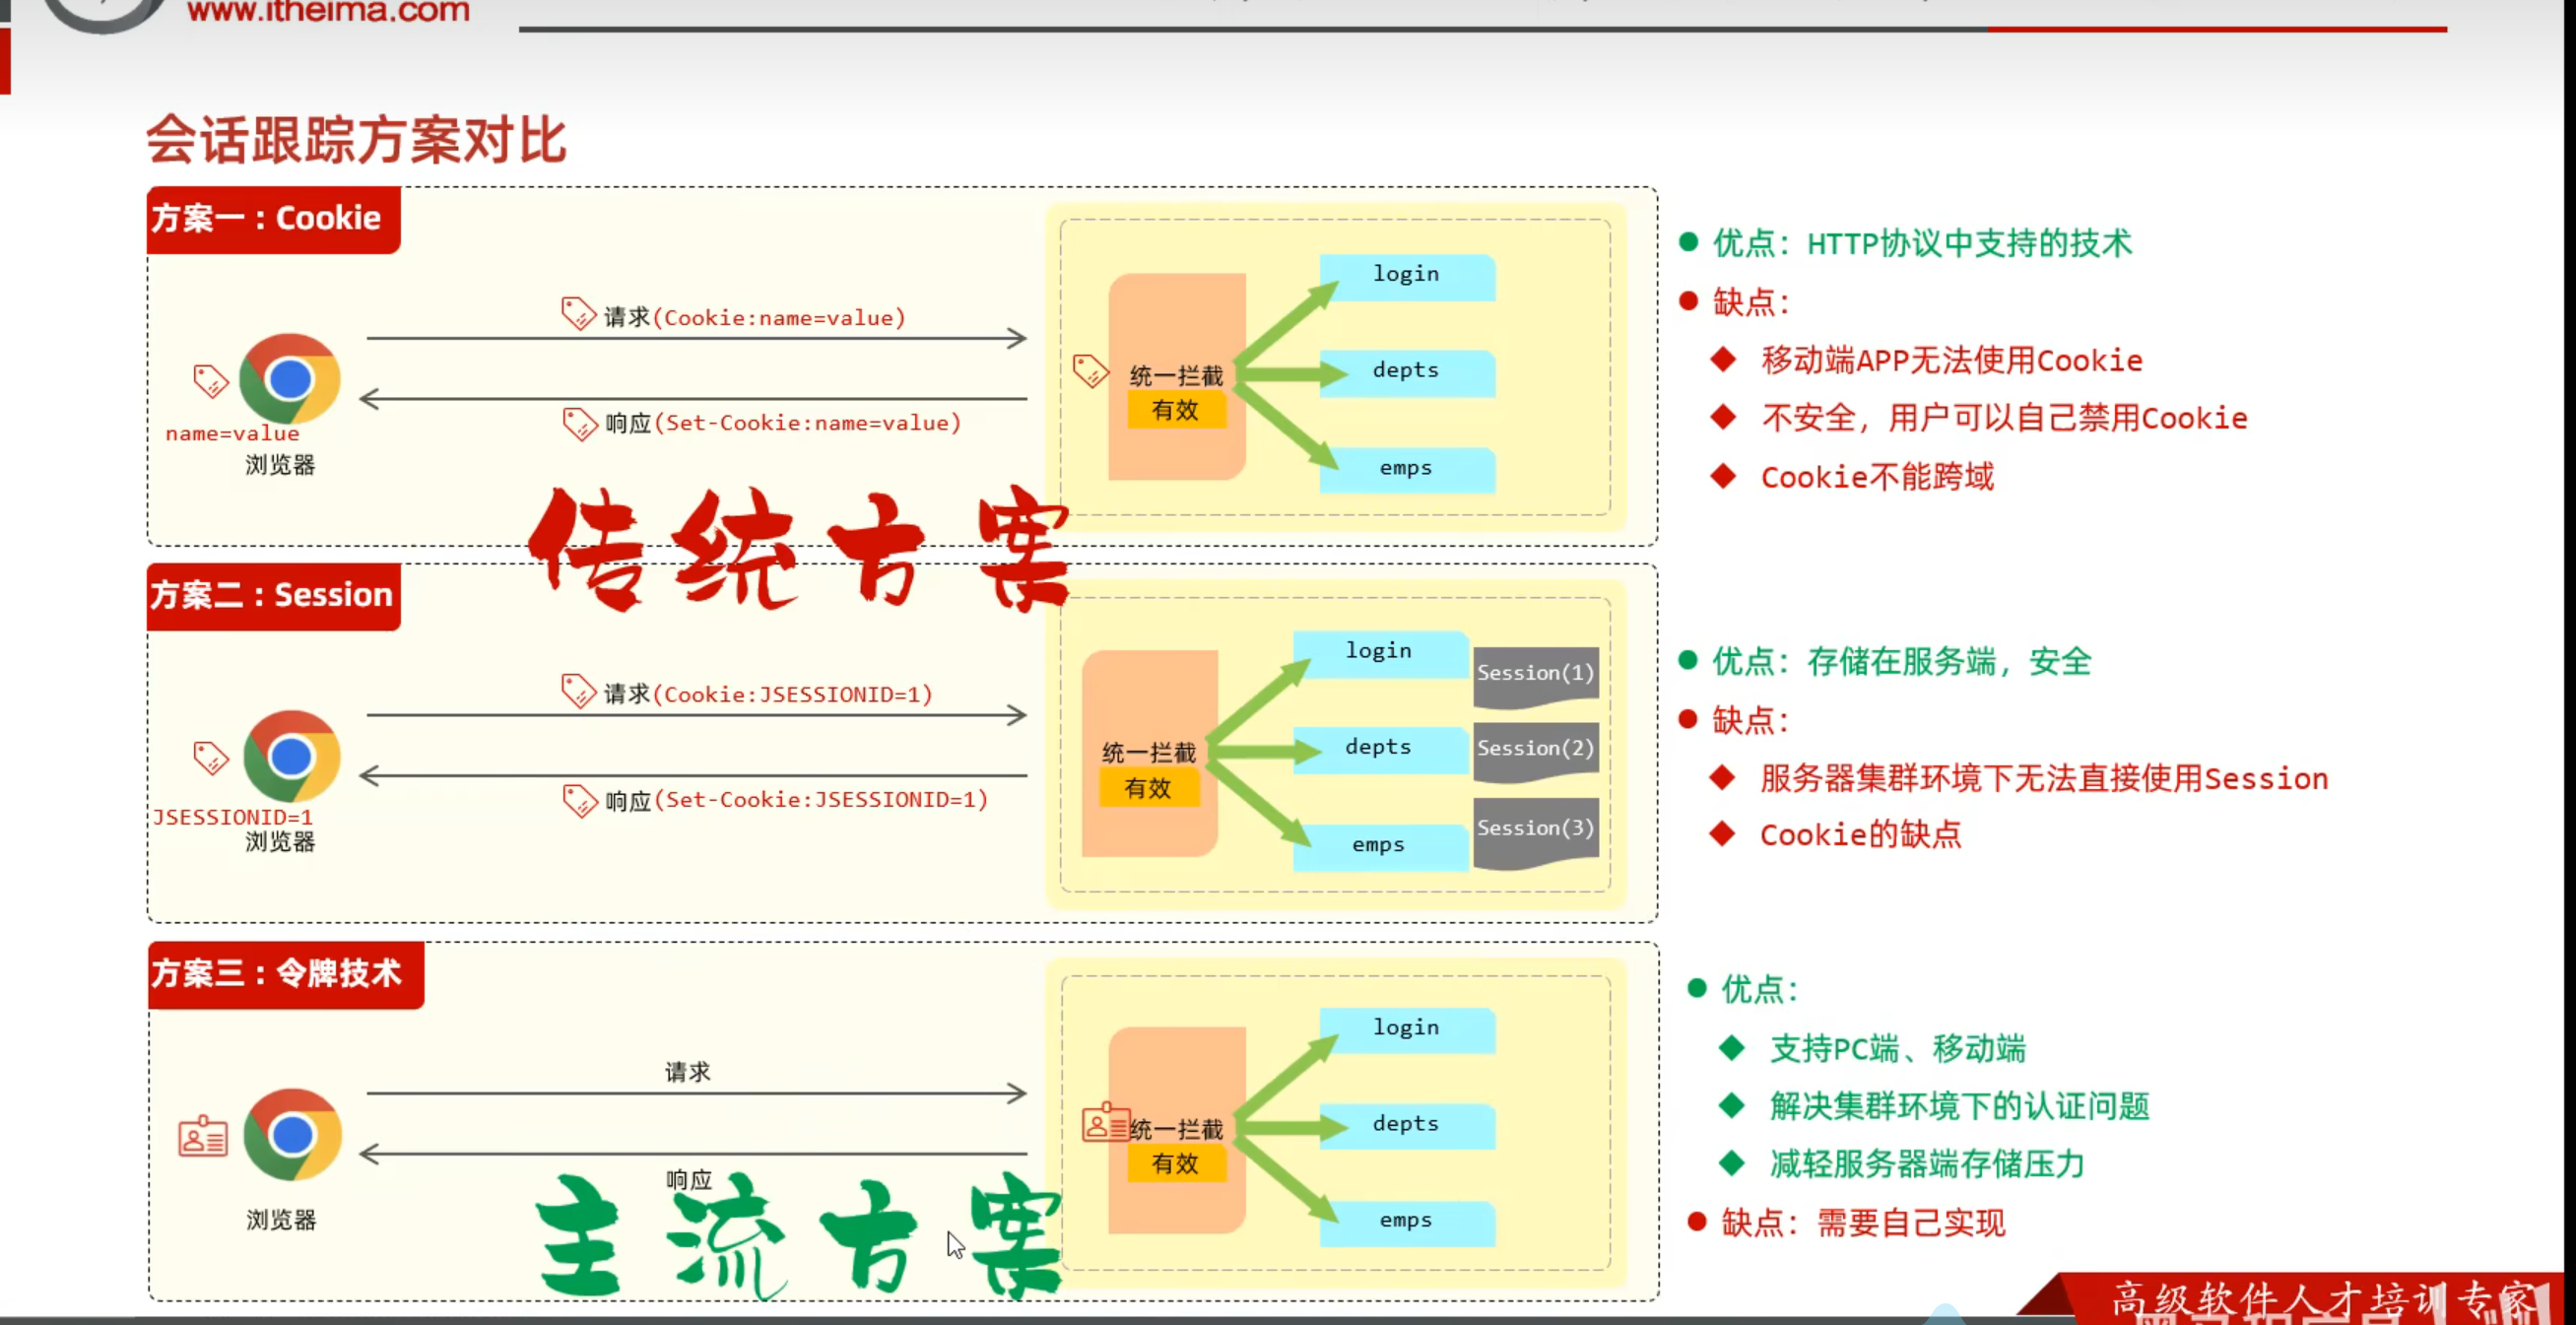 www.itheima.com
会话跟踪方案对比
方案一：Cookie
请求(Cookie:name=value)
响应(Set-Cookie:name=value)
name=value
浏览器
统一拦截
有效
login
depts
emps
优点：HTTP协议中支持的技术
缺点：
移动端APP无法使用Cookie
不安全，用户可以自己禁用Cookie
Cookie不能跨域
传统方案
方案二：Session
请求(Cookie:JSESSIONID=1)
响应(Set-Cookie:JSESSIONID=1)
JSESSIONID=1
浏览器
统一拦截
有效
login
depts
emps
Session(1)
Session(2)
Session(3)
优点：存储在服务端，安全
缺点：
服务器集群环境下无法直接使用Session
Cookie的缺点
方案三：令牌技术
请求
响应
浏览器
统一拦截
有效
login
depts
emps
优点：
支持PC端、移动端
解决集群环境下的认证问题
减轻服务器端存储压力
缺点：需要自己实现
主流方案
高级软件人才培训专家